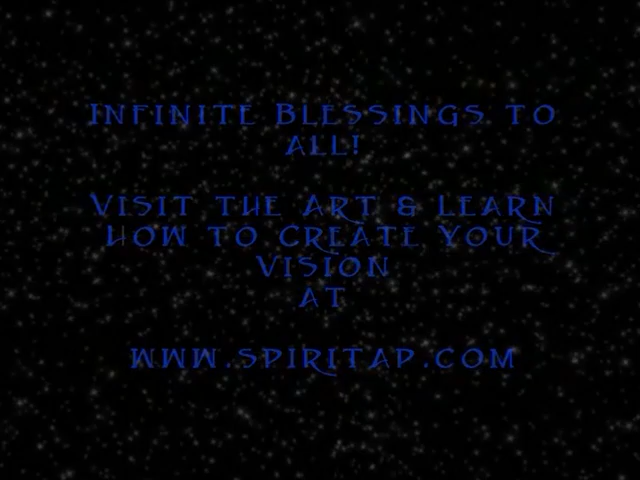 Infinite Blessings to
all!
Visit the Art & learn
how to create your
vision
at
www.spiritap.com